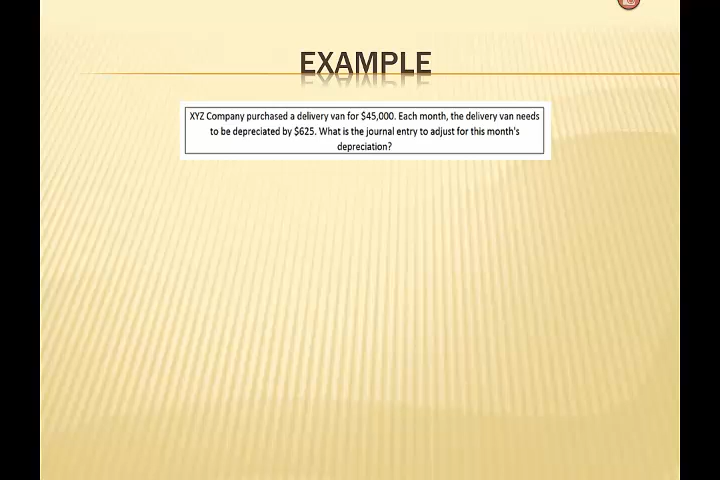 EXAMPLE
XYZ Company purchased a delivery van for $45,000. Each month, the delivery van needs
to be depreciated by $625. What is the journal entry to adjust for this month's
depreciation?